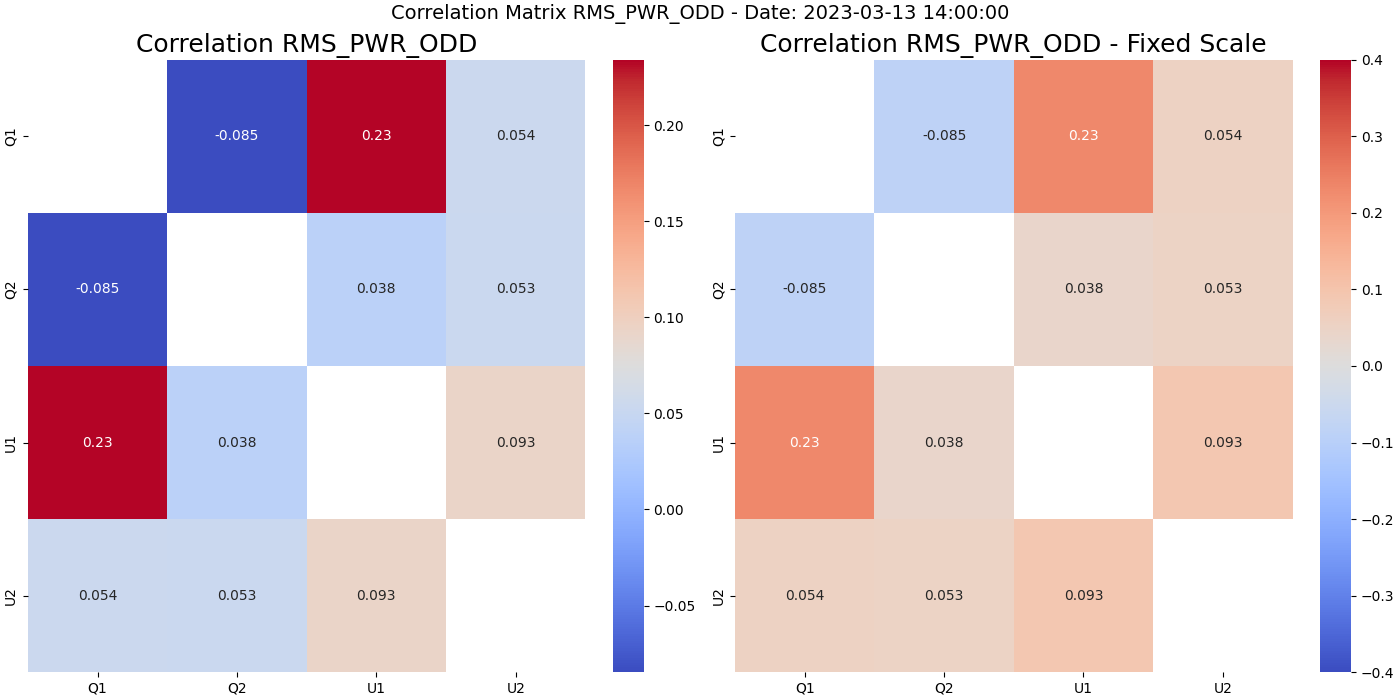 Correlation Matrix RMS_PWR_ODD - Date: 2023-03-13 14:00:00
Correlation RMS_PWR_ODD
Q1
-0.085
0.23
0.054
Q2
-0.085
0.038
0.053
U1
0.23
0.038
0.093
U2
0.054
0.053
0.093
Q1
Q2
U1
U2
0.20
0.15
0.10
0.05
0.00
−0.05
Correlation RMS_PWR_ODD - Fixed Scale
Q1
-0.085
0.23
0.054
Q2
-0.085
0.038
0.053
U1
0.23
0.038
0.093
U2
0.054
0.053
0.093
Q1
Q2
U1
U2
0.4
0.3
0.2
0.1
0.0
−0.1
−0.2
−0.3
−0.4